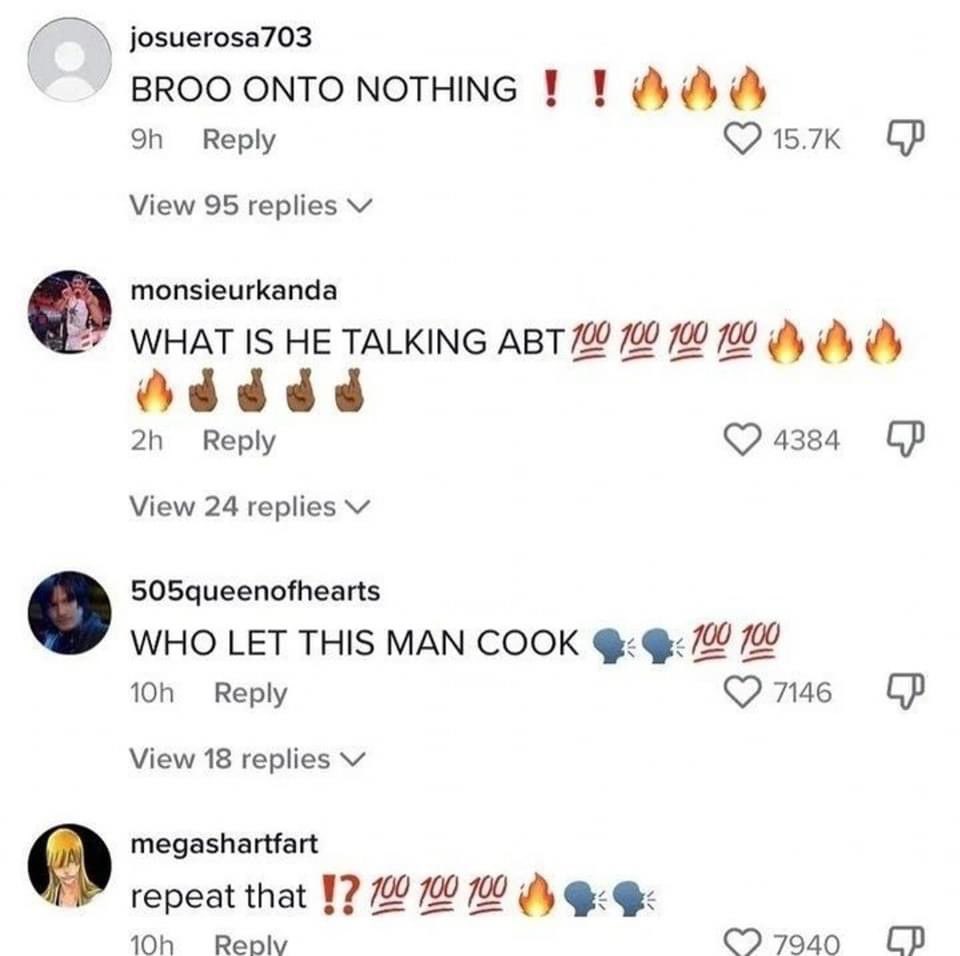 josuerosa703
BROO ONTO NOTHING ❗❗🔥🔥🔥
9h Reply 15.7K
View 95 replies
monsieurkanda
WHAT IS HE TALKING ABT💯💯💯💯🔥🔥🔥
🔥🤞🏾🤞🏾🤞🏾🤞🏾
2h Reply 4384
View 24 replies
505queenofhearts
WHO LET THIS MAN COOK 🗣️🗣️💯💯
10h Reply 7146
View 18 replies
megashartfart
repeat that ⁉️💯💯💯🔥🗣️🗣️
10h Reply 7940